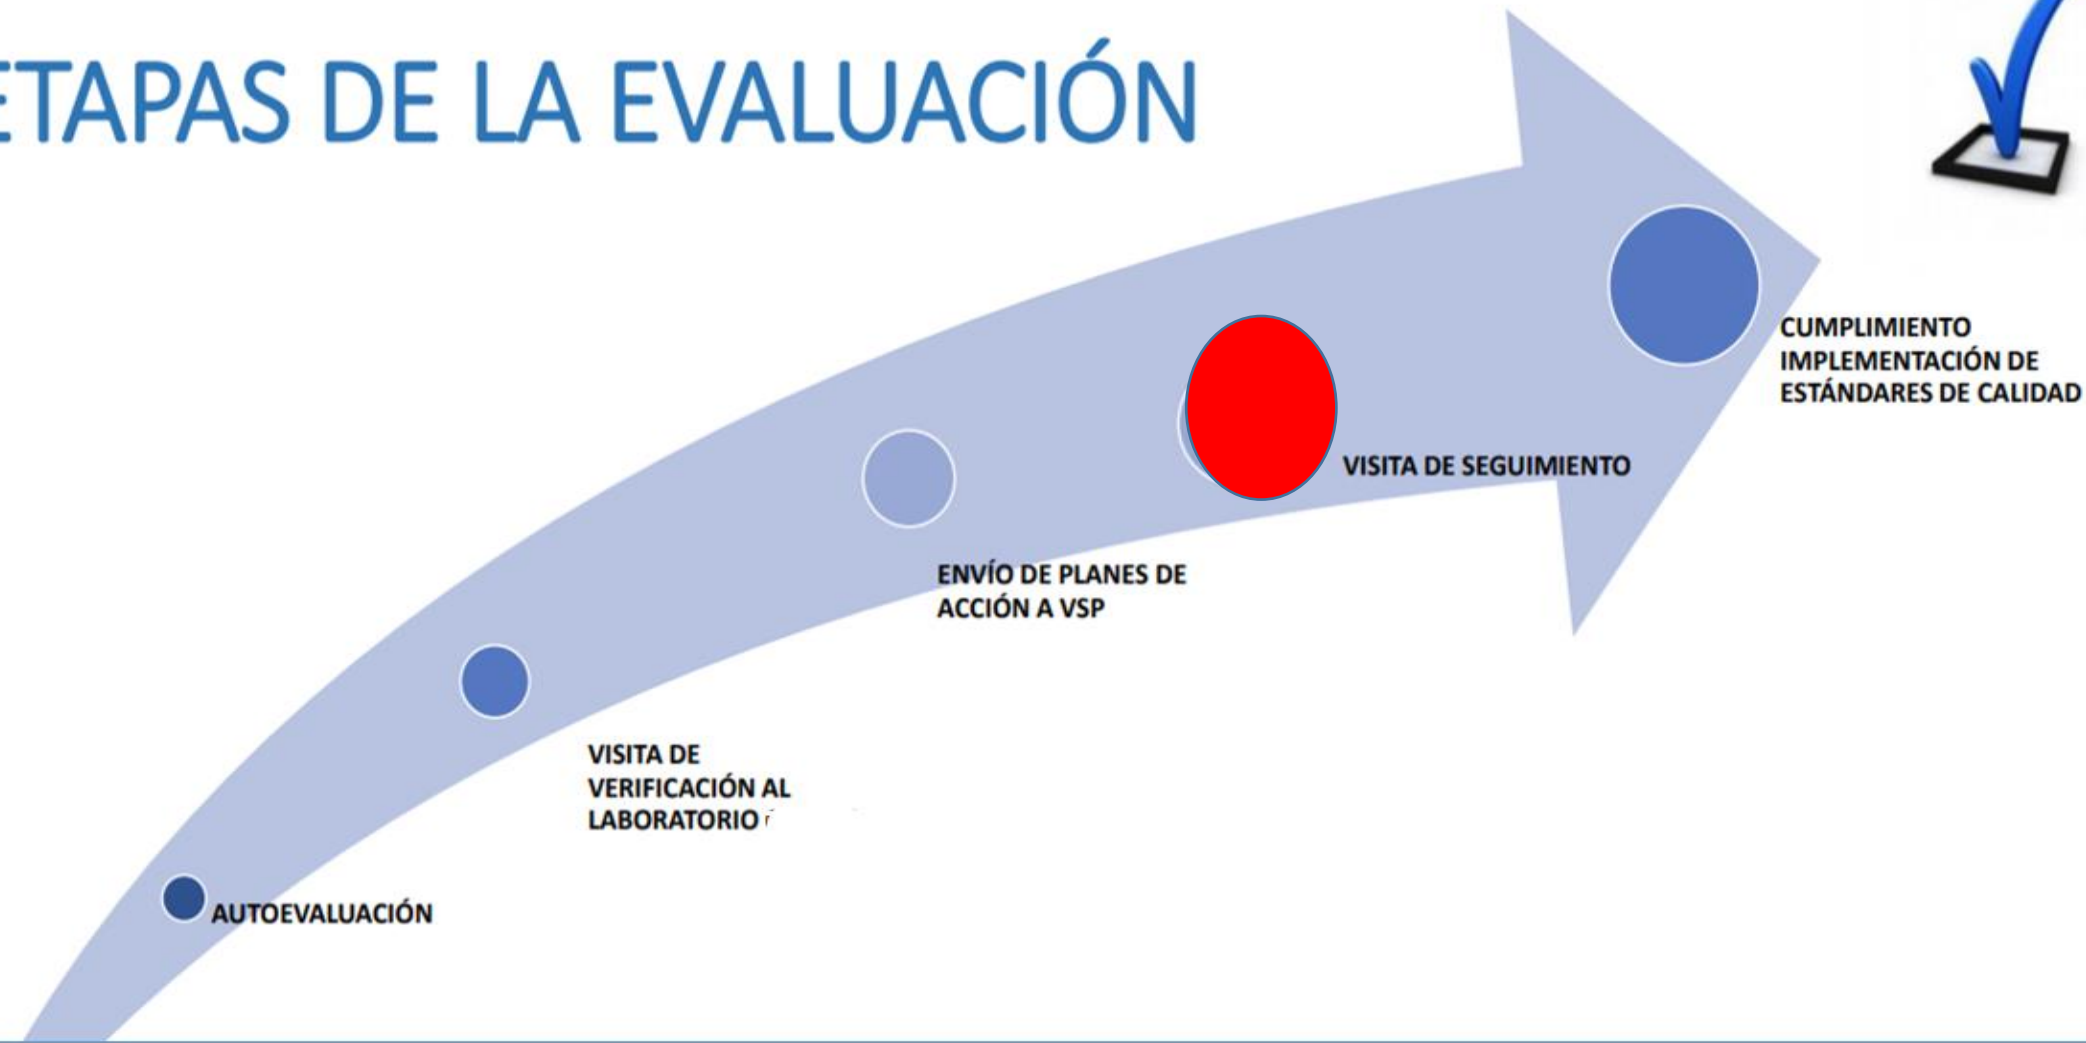 ETAPAS DE LA EVALUACIÓN
CUMPLIMIENTO
IMPLEMENTACIÓN DE
ESTÁNDARES DE CALIDAD
VISITA DE SEGUIMIENTO
ENVÍO DE PLANES DE
ACCIÓN A VSP
VISITA DE
VERIFICACIÓN AL
LABORATORIO
AUTOEVALUACIÓN